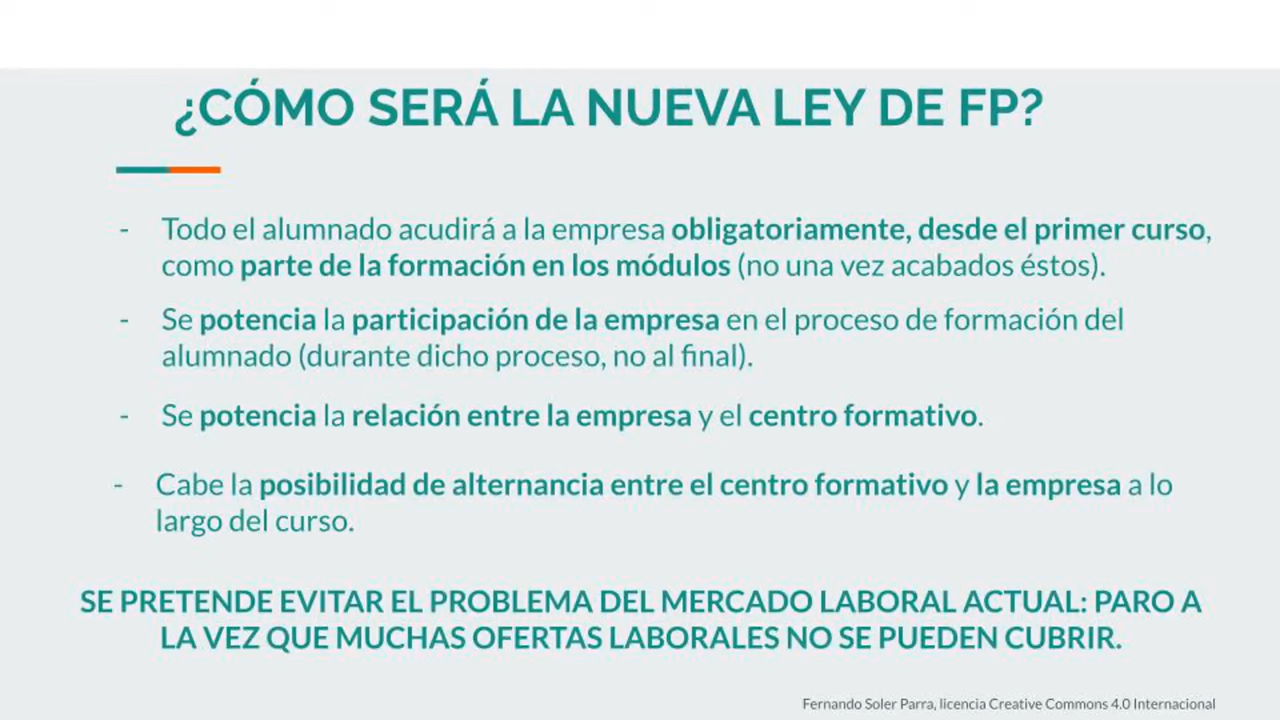 ¿CÓMO SERÁ LA NUEVA LEY DE FP?
- Todo el alumnado acudirá a la empresa obligatoriamente, desde el primer curso,
como parte de la formación en los módulos (no una vez acabados éstos).
- Se potencia la participación de la empresa en el proceso de formación del
alumnado (durante dicho proceso, no al final).
- Se potencia la relación entre la empresa y el centro formativo.
- Cabe la posibilidad de alternancia entre el centro formativo y la empresa a lo
largo del curso.
SE PRETENDE EVITAR EL PROBLEMA DEL MERCADO LABORAL ACTUAL: PARO A
LA VEZ QUE MUCHAS OFERTAS LABORALES NO SE PUEDEN CUBRIR.
Fernando Soler Parra, licencia Creative Commons 4.0 Internacional